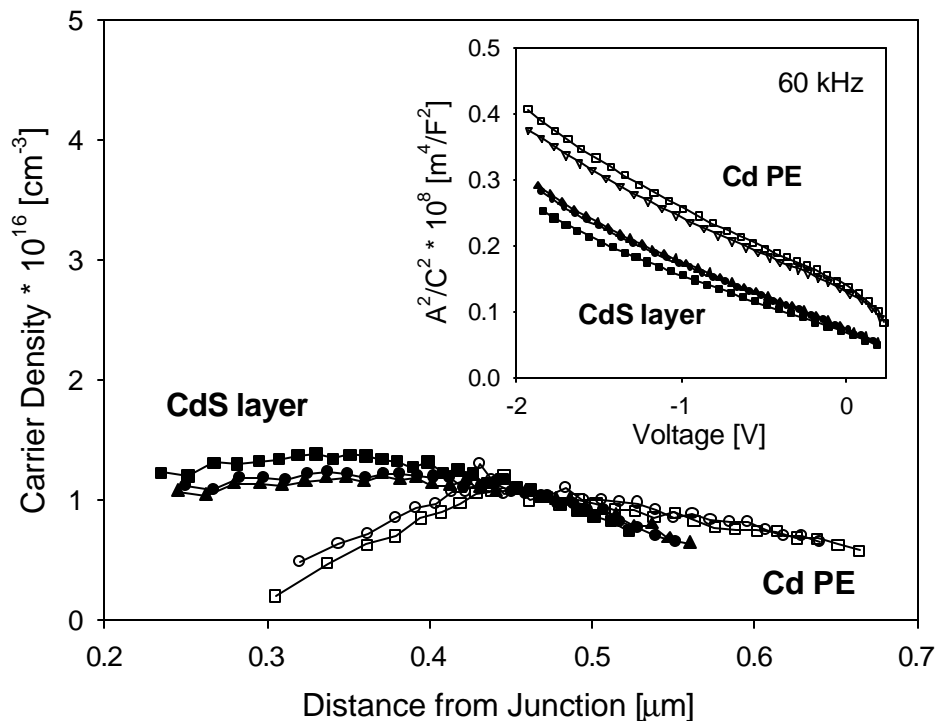 5
4
3
2
1
0
Carrier Density * 10^16 [cm^-3]
0.2 0.3 0.4 0.5 0.6 0.7
Distance from Junction [μm]
CdS layer
Cd PE
0.5
0.4
0.3
0.2
0.1
0.0
A^2/C^2 * 10^8 [m^4/F^2]
60 kHz
Cd PE
CdS layer
-2 -1 0
Voltage [V]